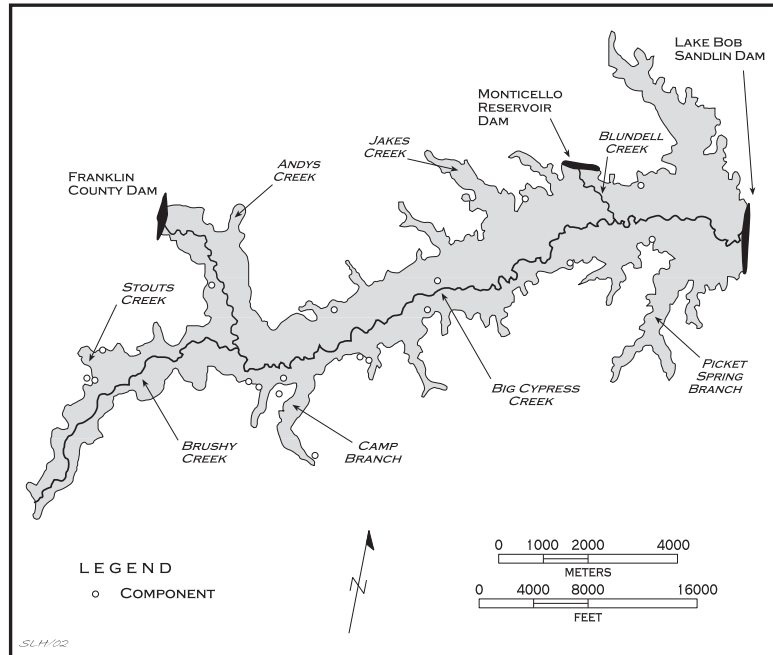 LAKE BOB
SANDLIN DAM
MONTICELLO
RESERVOIR
DAM
BLUNDELL
CREEK
JAKES
CREEK
ANDYS
CREEK
FRANKLIN
COUNTY DAM
STOUTS
CREEK
BIG CYPRESS
CREEK
PICKET
SPRING
BRANCH
BRUSHY
CREEK
CAMP
BRANCH
LEGEND
COMPONENT
N
0 1000 2000 4000
METERS
0 4000 8000 16000
FEET
SLH/02